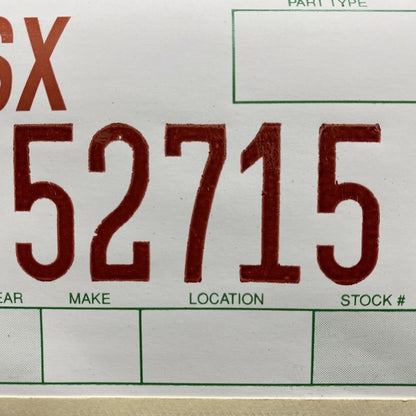 PART TYPE
SX
52715
EAR MAKE LOCATION STOCK #